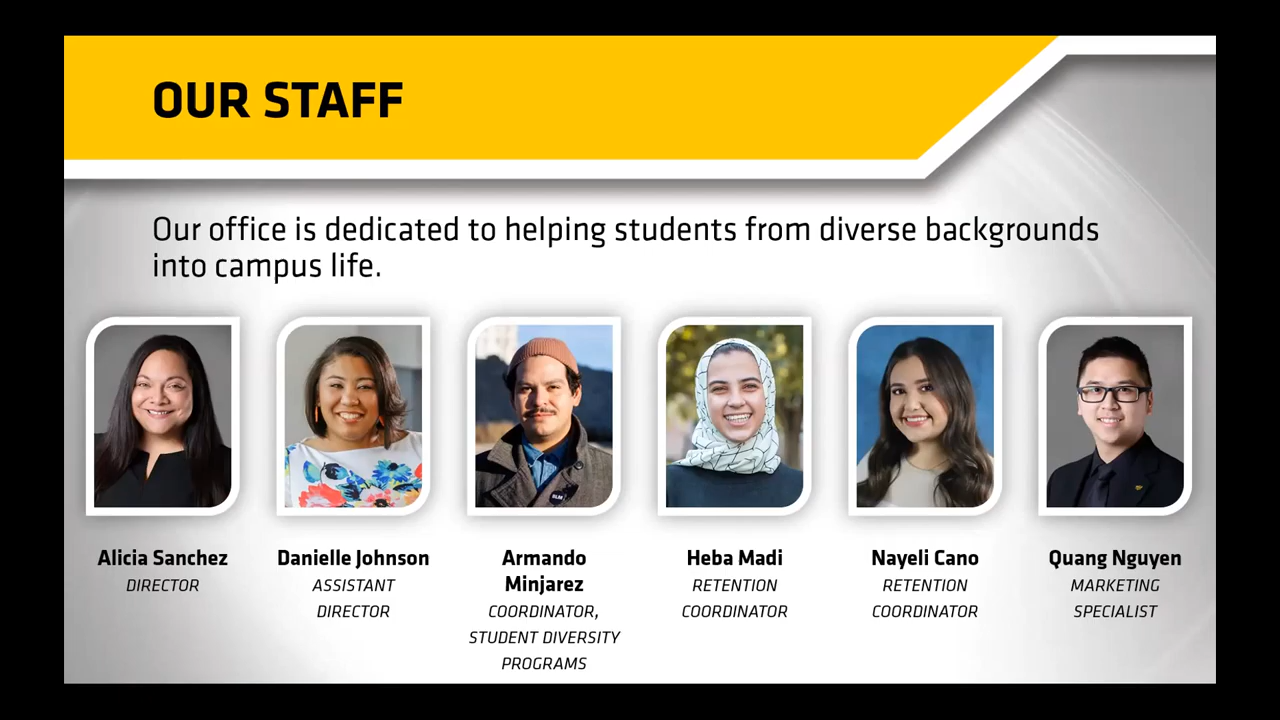 OUR STAFF
Our office is dedicated to helping students from diverse backgrounds
into campus life.
Alicia Sanchez
DIRECTOR
Danielle Johnson
ASSISTANT
DIRECTOR
Armando
Minjarez
COORDINATOR,
STUDENT DIVERSITY
PROGRAMS
Heba Madi
RETENTION
COORDINATOR
Nayeli Cano
RETENTION
COORDINATOR
Quang Nguyen
MARKETING
SPECIALIST
BLM